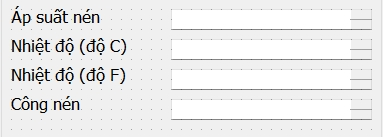 Áp suất nén
Nhiệt độ (độ C)
Nhiệt độ (độ F)
Công nén